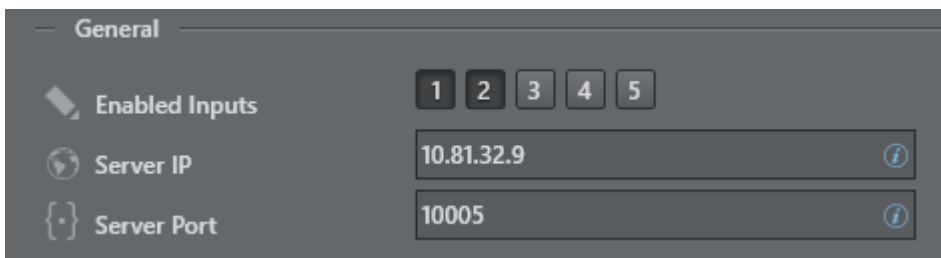 General
Enabled Inputs 1 2 3 4 5
Server IP 10.81.32.9
Server Port 10005